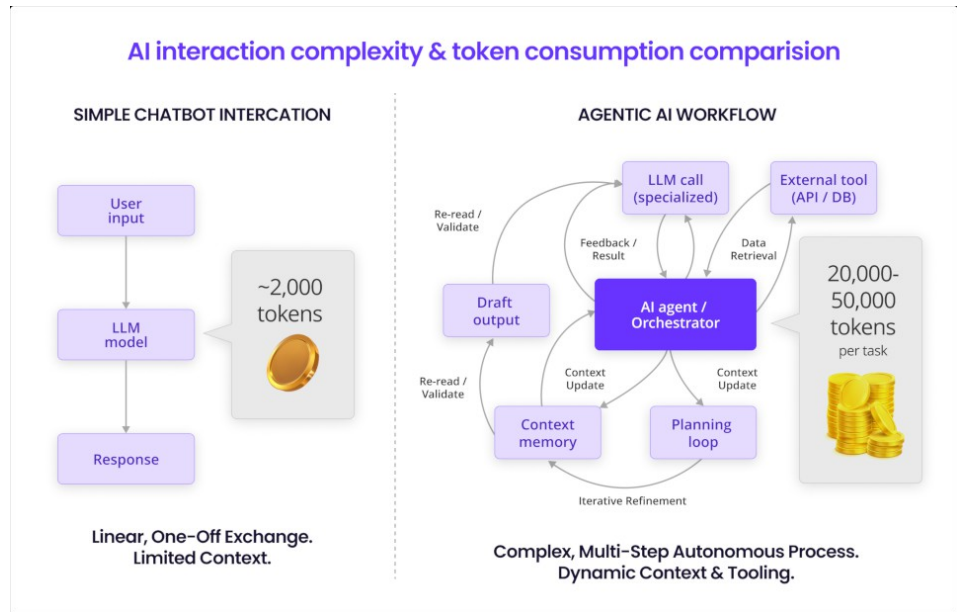 AI interaction complexity & token consumption comparision
SIMPLE CHATBOT INTERCATION
User
input
LLM
model
Response
~2,000
tokens
Linear, One-Off Exchange.
Limited Context.
AGENTIC AI WORKFLOW
LLM call
(specialized)
External tool
(API / DB)
Re-read /
Validate
Feedback /
Result
Data
Retrieval
Draft
output
AI agent /
Orchestrator
20,000-
50,000
tokens
per task
Re-read /
Validate
Context
Update
Context
Update
Context
memory
Planning
loop
Iterative Refinement
Complex, Multi-Step Autonomous Process.
Dynamic Context & Tooling.